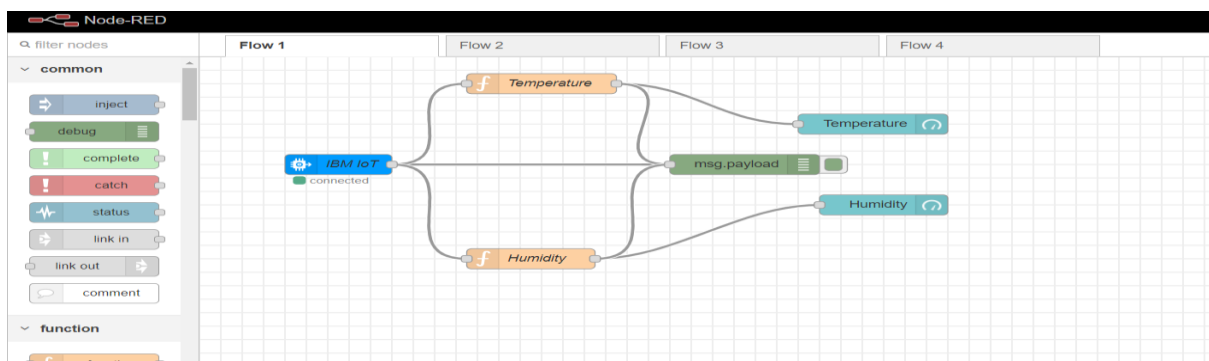 Node-RED
filter nodes
Flow 1
Flow 2
Flow 3
Flow 4
common
inject
debug
complete
catch
status
link in
link out
comment
function
Temperature
Temperature
IBM IoT
connected
msg.payload
Humidity
Humidity